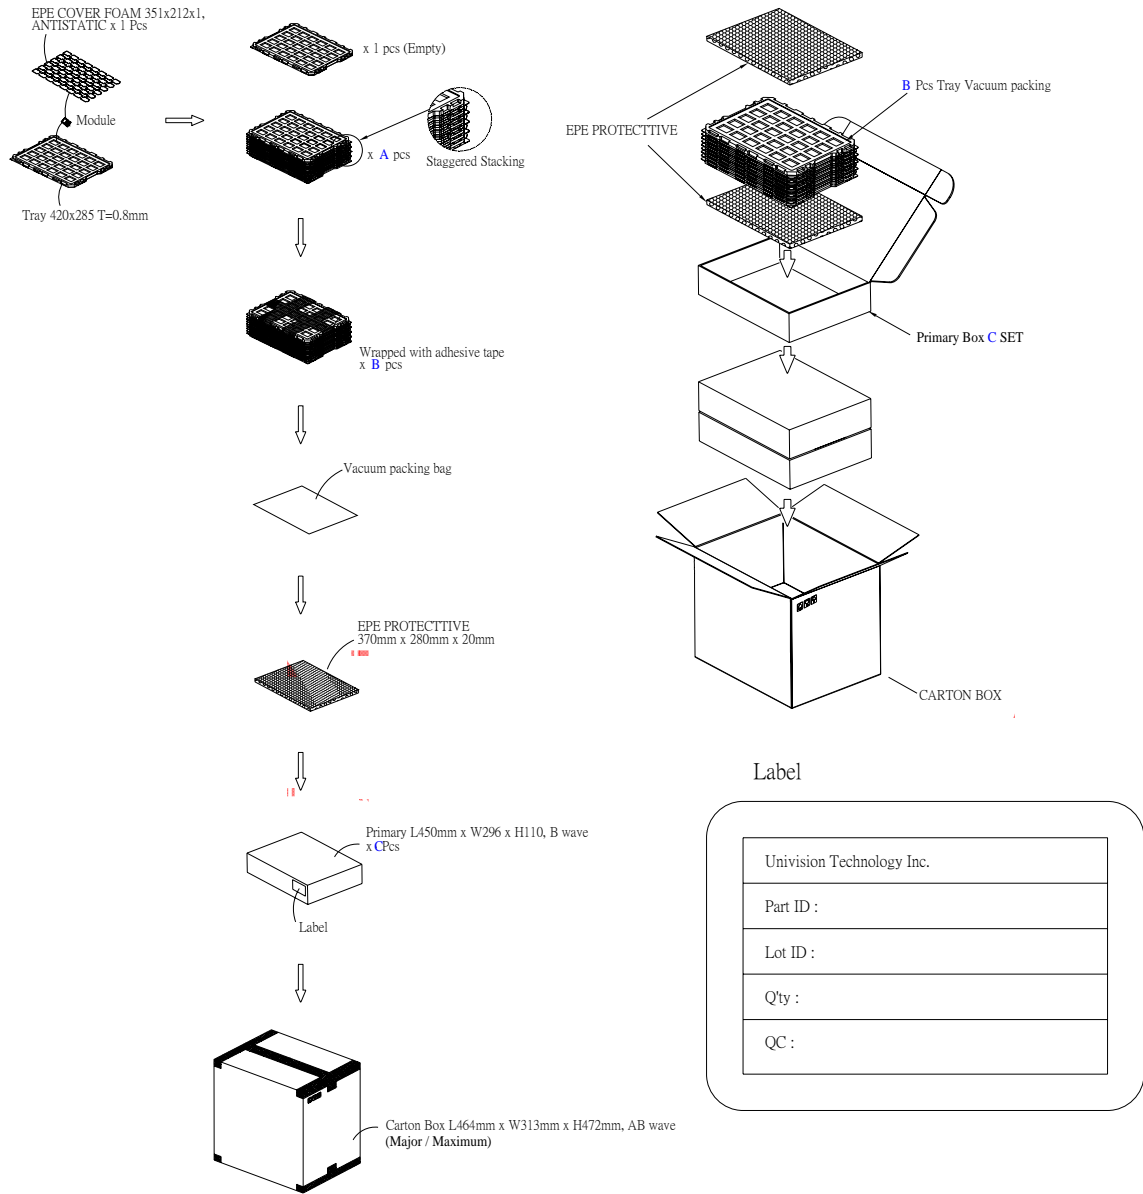 EPE COVER FOAM 351x212x1,
ANTISTATIC x 1 Pcs
Module
Tray 420x285 T=0.8mm
x 1 pcs (Empty)
x A pcs
Staggered Stacking
Wrapped with adhesive tape
x B pcs
Vacuum packing bag
EPE PROTECTTIVE
370mm x 280mm x 20mm
Primary L450mm x W296 x H110, B wave
x CPcs
Label
Carton Box L464mm x W313mm x H472mm, AB wave
(Major / Maximum)
B Pcs Tray Vacuum packing
EPE PROTECTTIVE
Primary Box C SET
CARTON BOX
Label
Univision Technology Inc.
Part ID :
Lot ID :
Q'ty :
QC :